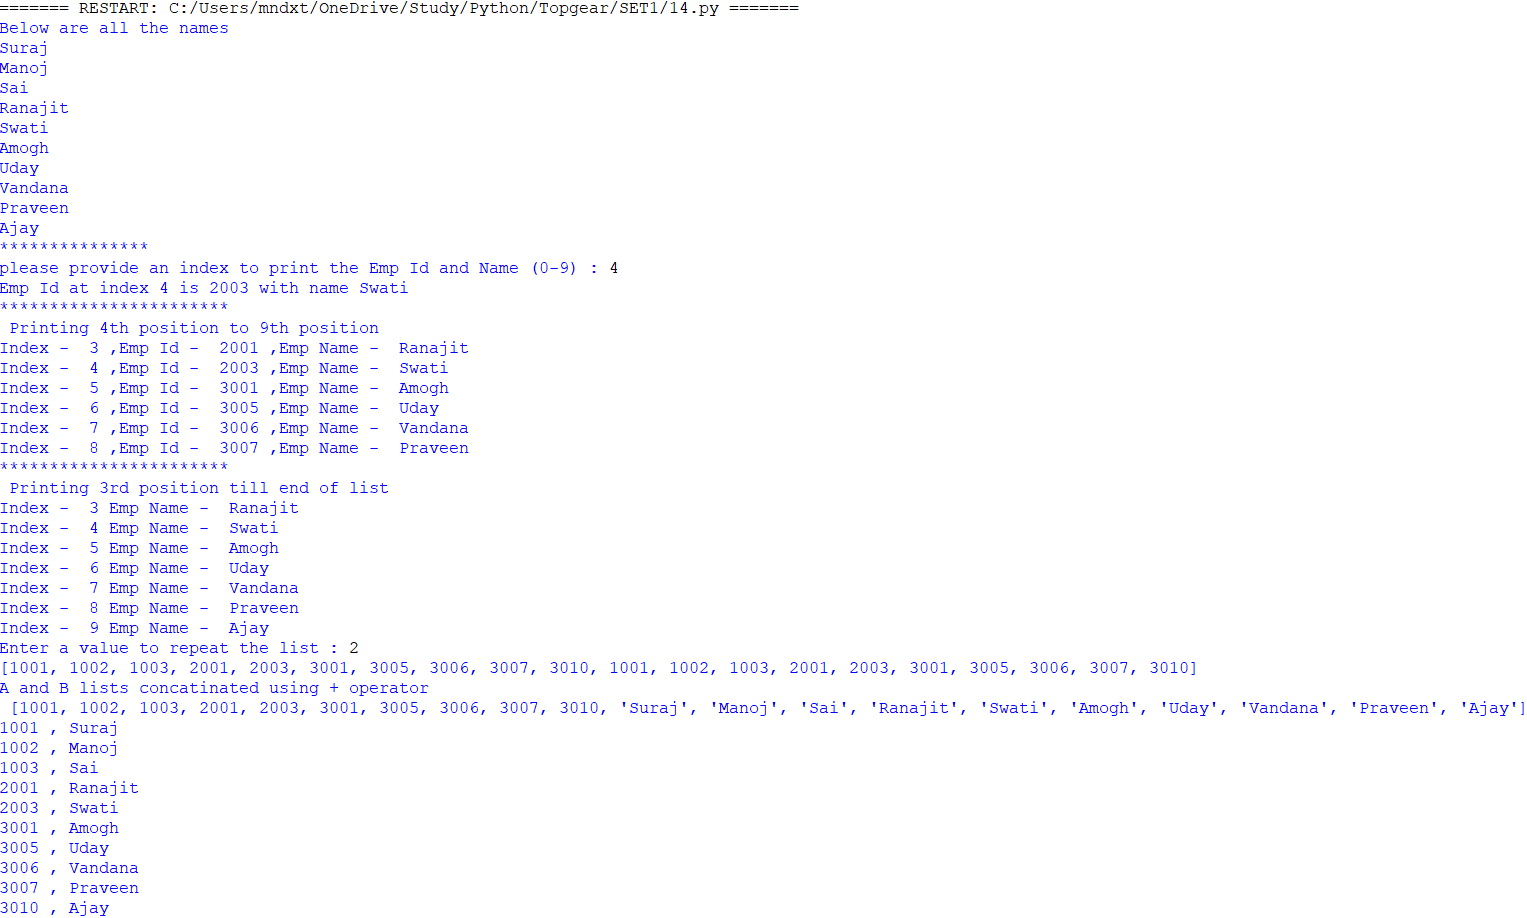 ======= RESTART: C:/Users/mndxt/OneDrive/Study/Python/Topgear/SET1/14.py =======
Below are all the names
Suraj
Manoj
Sai
Ranajit
Swati
Amogh
Uday
Vandana
Praveen
Ajay
***************
please provide an index to print the Emp Id and Name (0-9) : 4
Emp Id at index 4 is 2003 with name Swati
***********************
 Printing 4th position to 9th position
Index -  3 ,Emp Id -  2001 ,Emp Name -  Ranajit
Index -  4 ,Emp Id -  2003 ,Emp Name -  Swati
Index -  5 ,Emp Id -  3001 ,Emp Name -  Amogh
Index -  6 ,Emp Id -  3005 ,Emp Name -  Uday
Index -  7 ,Emp Id -  3006 ,Emp Name -  Vandana
Index -  8 ,Emp Id -  3007 ,Emp Name -  Praveen
***********************
 Printing 3rd position till end of list
Index -  3 Emp Name -  Ranajit
Index -  4 Emp Name -  Swati
Index -  5 Emp Name -  Amogh
Index -  6 Emp Name -  Uday
Index -  7 Emp Name -  Vandana
Index -  8 Emp Name -  Praveen
Index -  9 Emp Name -  Ajay
Enter a value to repeat the list : 2
[1001, 1002, 1003, 2001, 2003, 3001, 3005, 3006, 3007, 3010, 1001, 1002, 1003, 2001, 2003, 3001, 3005, 3006, 3007, 3010]
A and B lists concatinated using + operator
 [1001, 1002, 1003, 2001, 2003, 3001, 3005, 3006, 3007, 3010, 'Suraj', 'Manoj', 'Sai', 'Ranajit', 'Swati', 'Amogh', 'Uday', 'Vandana', 'Praveen', 'Ajay']
1001 , Suraj
1002 , Manoj
1003 , Sai
2001 , Ranajit
2003 , Swati
3001 , Amogh
3005 , Uday
3006 , Vandana
3007 , Praveen
3010 , Ajay